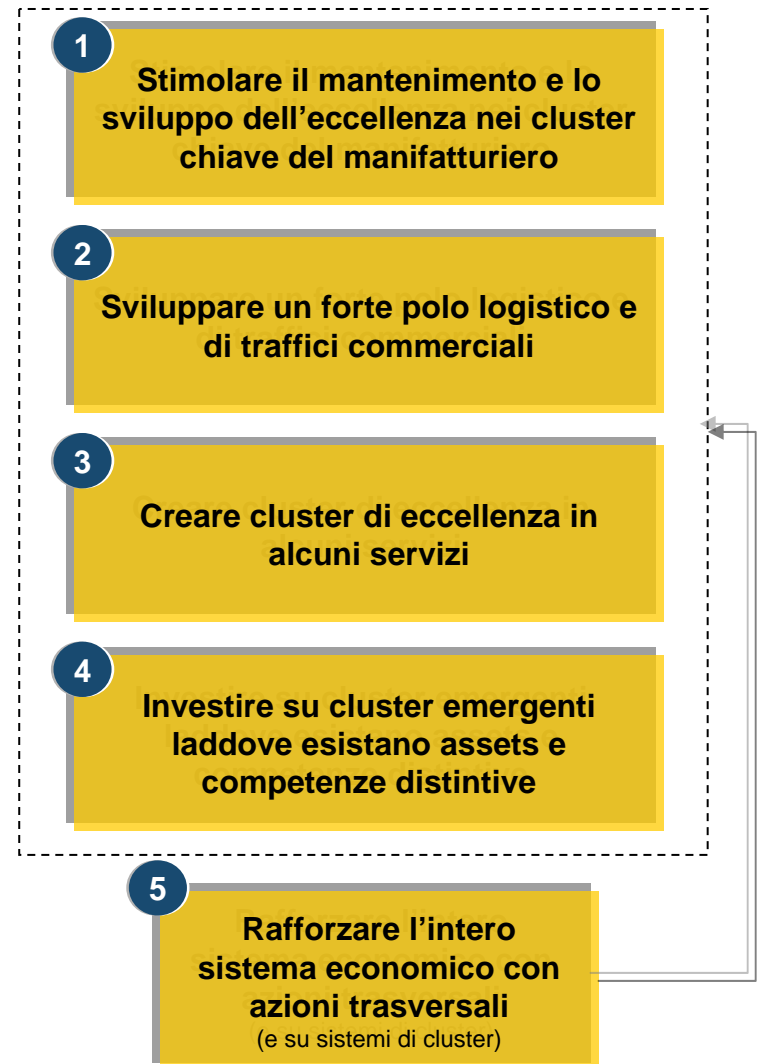 1
Stimolare il mantenimento e lo
sviluppo dell’eccellenza nei cluster
chiave del manifatturiero
2
Sviluppare un forte polo logistico e
di traffici commerciali
3
Creare cluster di eccellenza in
alcuni servizi
4
Investire su cluster emergenti
laddove esistano assets e
competenze distintive
5
Rafforzare l’intero
sistema economico con
azioni trasversali
(e su sistemi di cluster)